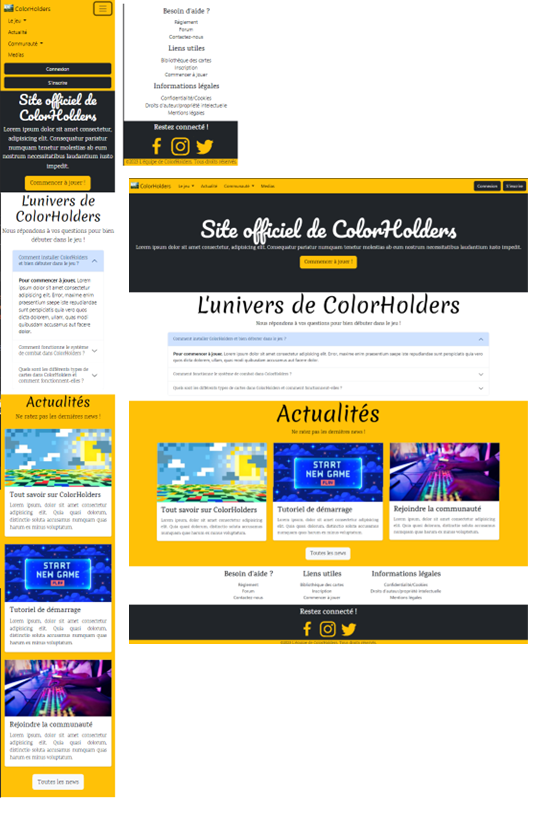 ColorHolders
Le jeu
Actualité
Communauté
Medias
Connexion
S'inscrire
Site officiel de
ColorHolders
Lorem ipsum dolor sit amet consectetur,
adipisicing elit. Consequatur pariatur
numquam tenetur molestias ab eum
nostrum necessitatibus laudantium iusto
impedit.
Commencer à jouer !
L'univers de
ColorHolders
Nous répondons à vos questions pour bien
débuter dans le jeu !
Comment installer ColorHolders
et bien débuter dans le jeu ?
Pour commencer à jouer, Lorem
ipsum dolor sit amet consectetur
adipisicing elit. Error, maxime enim
praesentium saepe iste repudiandae
sunt perspiciatis quia vero quos
dicta dolorem, ullam, quas modi
quibusdam accusamus aut facere
dolor.
Comment fonctionne le système
de combat dans ColorHolders ?
Quels sont les différents types de
cartes dans ColorHolders et
comment fonctionnent-elles ?
Actualités
Ne ratez pas les dernières news !
Tout savoir sur ColorHolders
Lorem ipsum, dolor sit amet consectetur
adipisicing elit. Quia quasi dolorum,
distinctio soluta accusamus numquam quae
harum ex minus voluptatum.
START
NEW GAME
PLAY
Tutoriel de démarrage
Lorem ipsum, dolor sit amet consectetur
adipisicing elit. Quia quasi dolorum,
distinctio soluta accusamus numquam quae
harum ex minus voluptatum.
Rejoindre la communauté
Lorem ipsum, dolor sit amet consectetur
adipisicing elit. Quia quasi dolorum,
distinctio soluta accusamus numquam quae
harum ex minus voluptatum.
Toutes les news
Besoin d'aide ?
Règlement
Forum
Contactez-nous
Liens utiles
Bibliothèque des cartes
Inscription
Commencer à jouer
Informations légales
Confidentialité/Cookies
Droits d'auteur/propriété intellectuelle
Mentions légales
Restez connecté !
©2023 L'équipe de ColorHolders. Tous droits réservés.
ColorHolders Le jeu Actualité Communauté Medias Connexion S'inscrire
Site officiel de ColorHolders
Lorem ipsum dolor sit amet consectetur, adipisicing elit. Consequatur pariatur numquam tenetur molestias ab eum nostrum necessitatibus laudantium iusto impedit.
Commencer à jouer !
L'univers de ColorHolders
Nous répondons à vos questions pour bien débuter dans le jeu !
Comment installer ColorHolders et bien débuter dans le jeu ?
Pour commencer à jouer, Lorem ipsum dolor sit amet consectetur adipisicing elit. Error, maxime enim praesentium saepe iste repudiandae sunt perspiciatis quia vero
quos dicta dolorem, ullam, quas modi quibusdam accusamus aut facere dolor.
Comment fonctionne le système de combat dans ColorHolders ?
Quels sont les différents types de cartes dans ColorHolders et comment fonctionnent-elles ?
Actualités
Ne ratez pas les dernières news !
START
NEW GAME
PLAY
Tout savoir sur ColorHolders
Lorem ipsum, dolor sit amet consectetur adipisicing
elit. Quia quasi dolorum, distinctio soluta accusamus
numquam quae harum ex minus voluptatum.
Tutoriel de démarrage
Lorem ipsum, dolor sit amet consectetur adipisicing
elit. Quia quasi dolorum, distinctio soluta accusamus
numquam quae harum ex minus voluptatum.
Rejoindre la communauté
Lorem ipsum, dolor sit amet consectetur adipisicing
elit. Quia quasi dolorum, distinctio soluta accusamus
numquam quae harum ex minus voluptatum.
Toutes les news
Besoin d'aide ?
Règlement
Forum
Contactez-nous
Liens utiles
Bibliothèque des cartes
Inscription
Commencer à jouer
Informations légales
Confidentialité/Cookies
Droits d'auteur/propriété intellectuelle
Mentions légales
Restez connecté !
©2023 L'équipe de ColorHolders. Tous droits réservés.